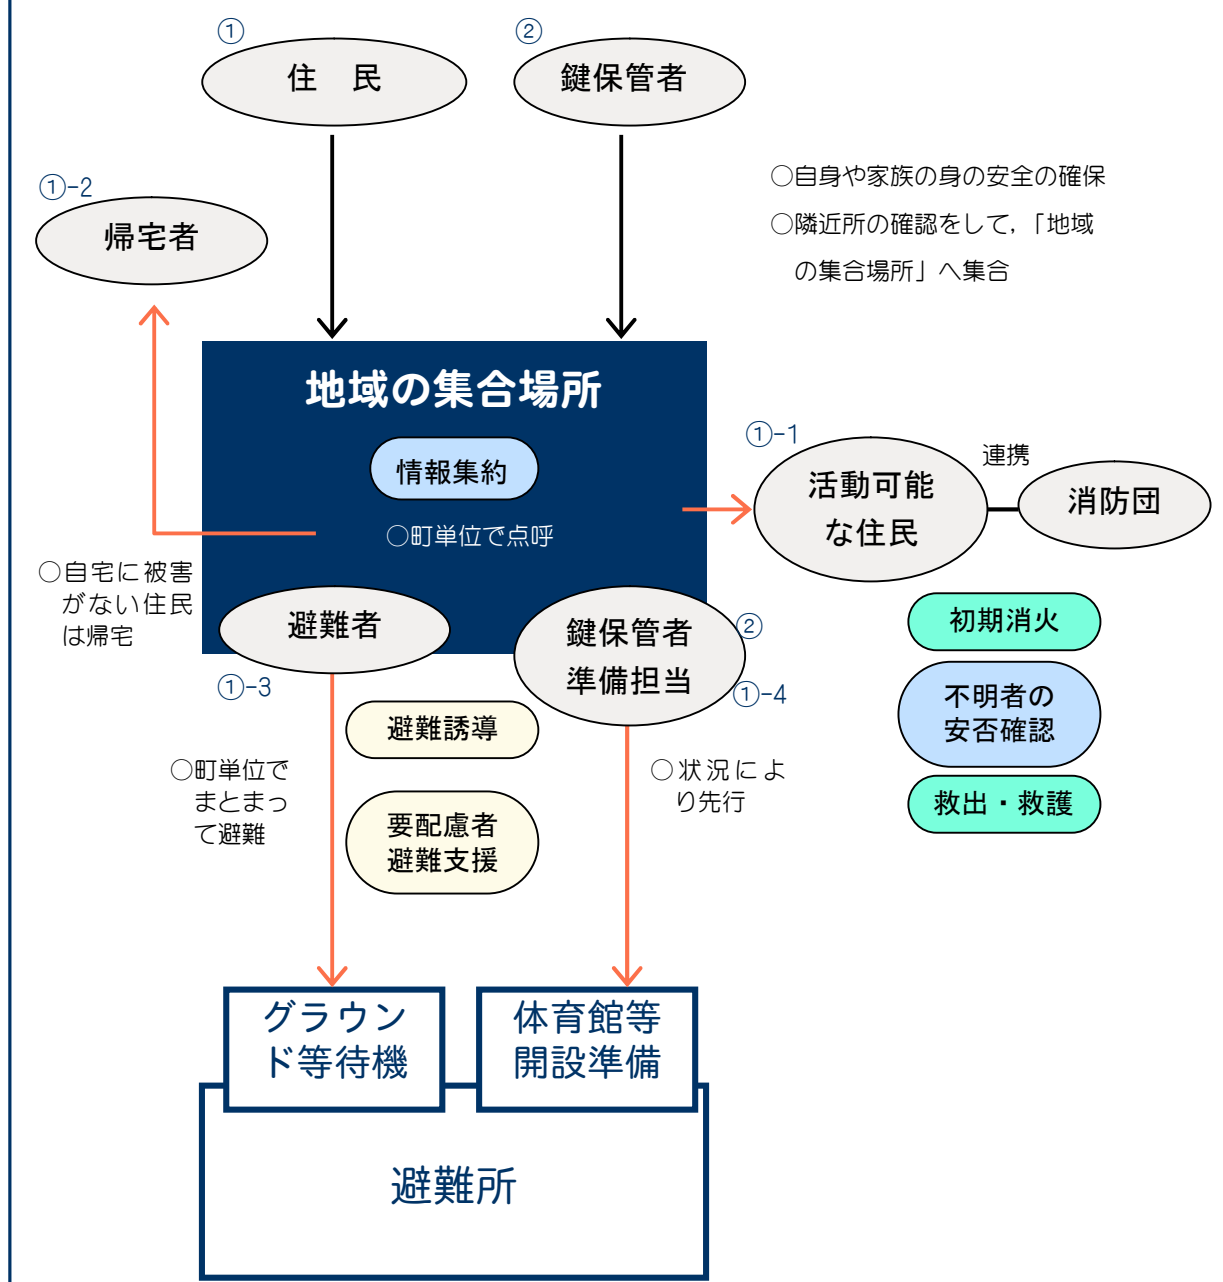 ①
住　民
②
鍵保管者
○自身や家族の身の安全の確保
○隣近所の確認をして，「地域
の集合場所」へ集合
①-2
帰宅者
地域の集合場所
情報集約
○町単位で点呼
①-1
活動可能
な住民
連携
消防団
○自宅に被害
がない住民
は帰宅
避難者
①-3
鍵保管者
準備担当
②
①-4
初期消火
不明者の
安否確認
救出・救護
避難誘導
○町単位で
まとまっ
て避難
要配慮者
避難支援
○状況によ
り先行
グラウン
ド等待機
体育館等
開設準備
避難所